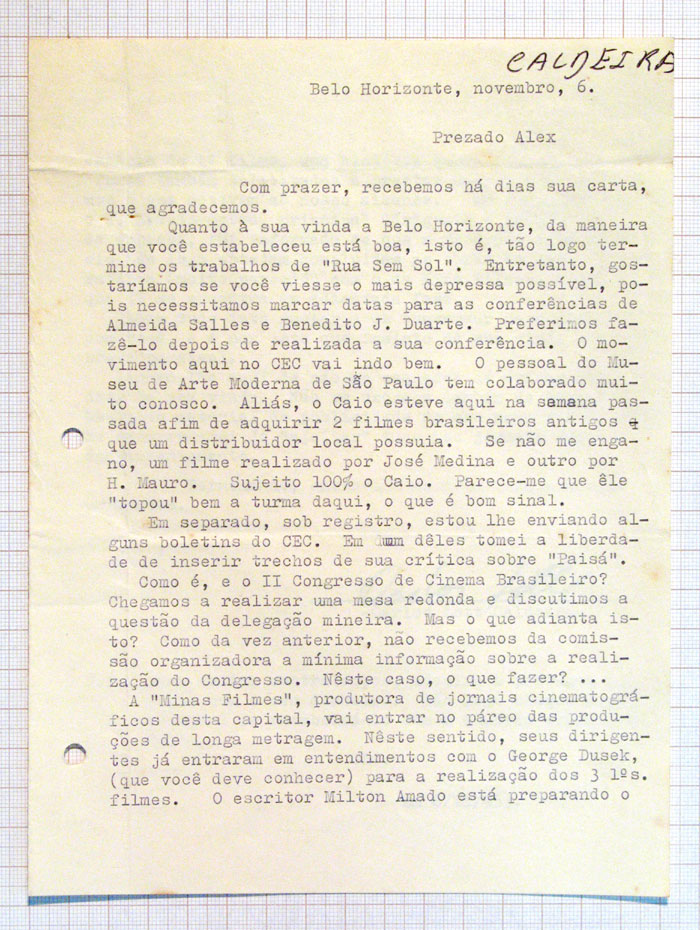 CALDEIRA
Belo Horizonte, novembro, 6.
Prezado Alex
Com prazer, recebemos há dias sua carta,
que agradecemos.
Quanto à sua vinda a Belo Horizonte, da maneira
que você estabeleceu está boa, isto é, tão logo ter-
mine os trabalhos de "Rua Sem Sol". Entretanto, gos-
taríamos se você viesse o mais depressa possível, po-
is necessitamos marcar datas para as conferências de
Almeida Salles e Benedito J. Duarte. Preferimos fa-
zê-lo depois de realizada a sua conferência. O mo-
vimento aqui no CEC vai indo bem. O pessoal do Mu-
seu de Arte Moderna de São Paulo tem colaborado mui-
to conosco. Aliás, o Caio esteve aqui na semana pas-
sada afim de adquirir 2 filmes brasileiros antigos
que um distribuidor local possuia. Se não me enga-
no, um filme realizado por José Medina e outro por
H. Mauro. Sujeito 100% o Caio. Parece-me que êle
"topou" bem a turma daqui, o que é bom sinal.
Em separado, sob registro, estou lhe enviando al-
guns boletins do CEC. Em um dêles tomei a liberda-
de de inserir trechos de sua crítica sobre "Paisá".
Como é, e o II Congresso de Cinema Brasileiro?
Chegamos a realizar uma mesa redonda e discutimos a
questão da delegação mineira. Mas o que adianta is-
to? Como da vez anterior, não recebemos da comis-
são organizadora a mínima informação sobre a reali-
zação do Congresso. Nêste caso, o que fazer? ...
A "Minas Filmes", produtora de jornais cinematográ-
ficos desta capital, vai entrar no páreo das produ-
ções de longa metragem. Nêste sentido, seus dirigen-
tes já entraram em entendimentos com o George Dusek,
(que você deve conhecer) para a realização dos 3 1ºs.
filmes. O escritor Milton Amado está preparando o